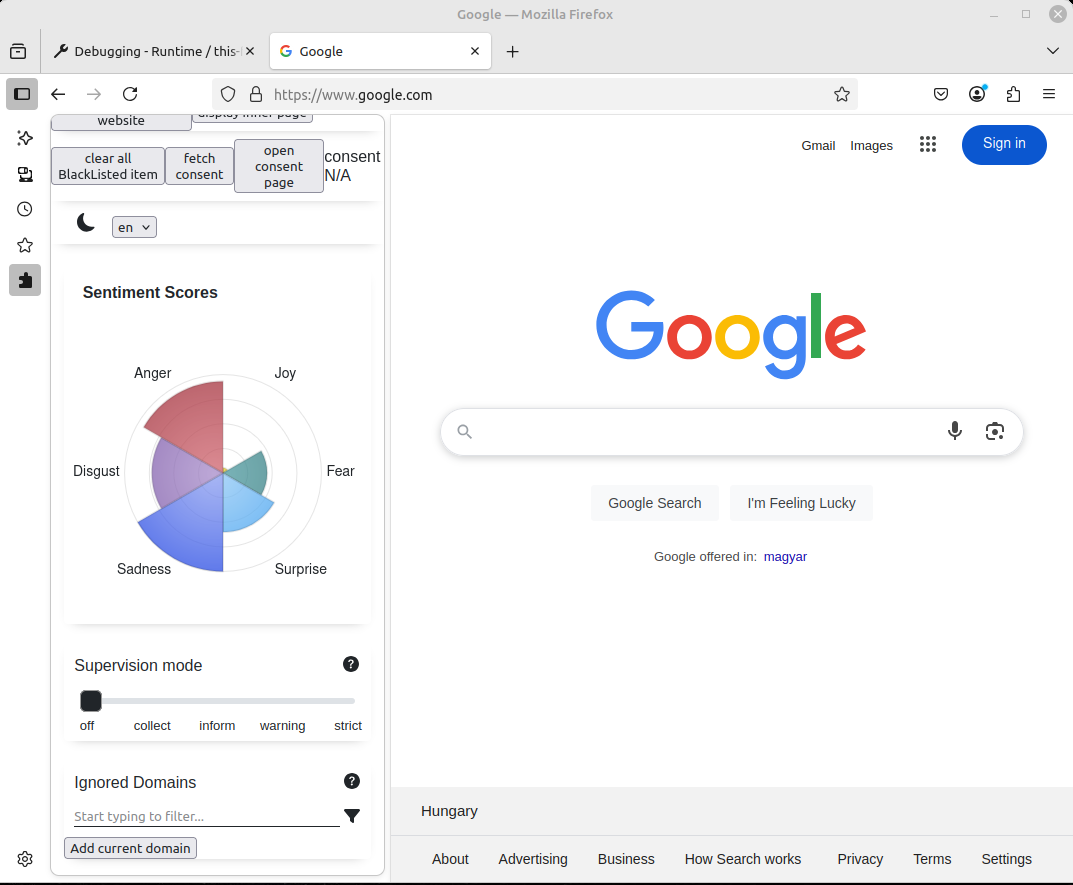 Google — Mozilla Firefox
Debugging - Runtime / this-
Google
https://www.google.com
website
display inner page
clear all BlackListed item
fetch consent
open consent page
consent N/A
en
Sentiment Scores
Anger
Joy
Disgust
Fear
Sadness
Surprise
Supervision mode
?
off collect inform warning strict
Ignored Domains
?
Start typing to filter...
Add current domain
Gmail Images
Sign in
Google
Google Search
I'm Feeling Lucky
Google offered in: magyar
Hungary
About Advertising Business How Search works Privacy Terms Settings